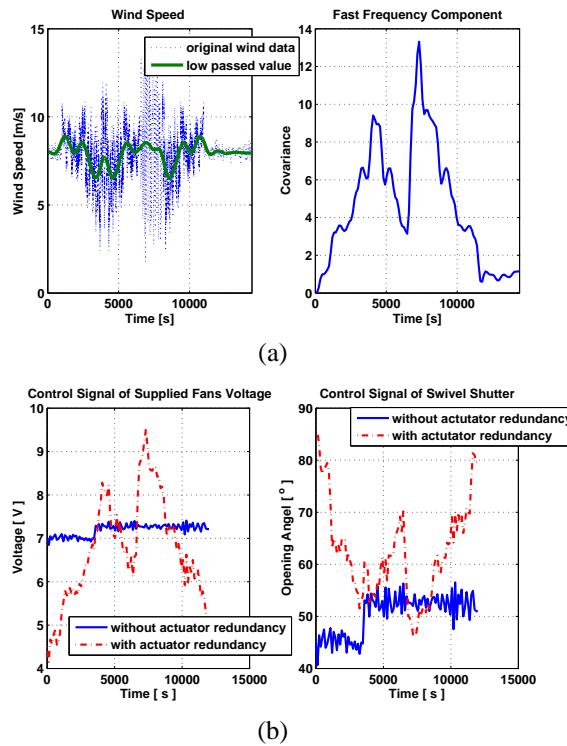 Wind Speed
Fast Frequency Component
original wind data
low passed value
Wind Speed [m/s]
15
10
5
0
0
5000
10000
Time [s]
Covariance
14
12
10
8
6
4
2
0
0
5000
10000
Time [s]
(a)
Control Signal of Supplied Fans Voltage
Control Signal of Swivel Shutter
Voltage [ V ]
10
9
8
7
6
5
4
without actuator redundancy
with actuator redundancy
0
5000
10000
15000
Time [ s ]
without actutator redundancy
with actutator redundancy
Opening Angel [ ° ]
90
80
70
60
50
40
0
5000
10000
15000
Time [ s ]
(b)